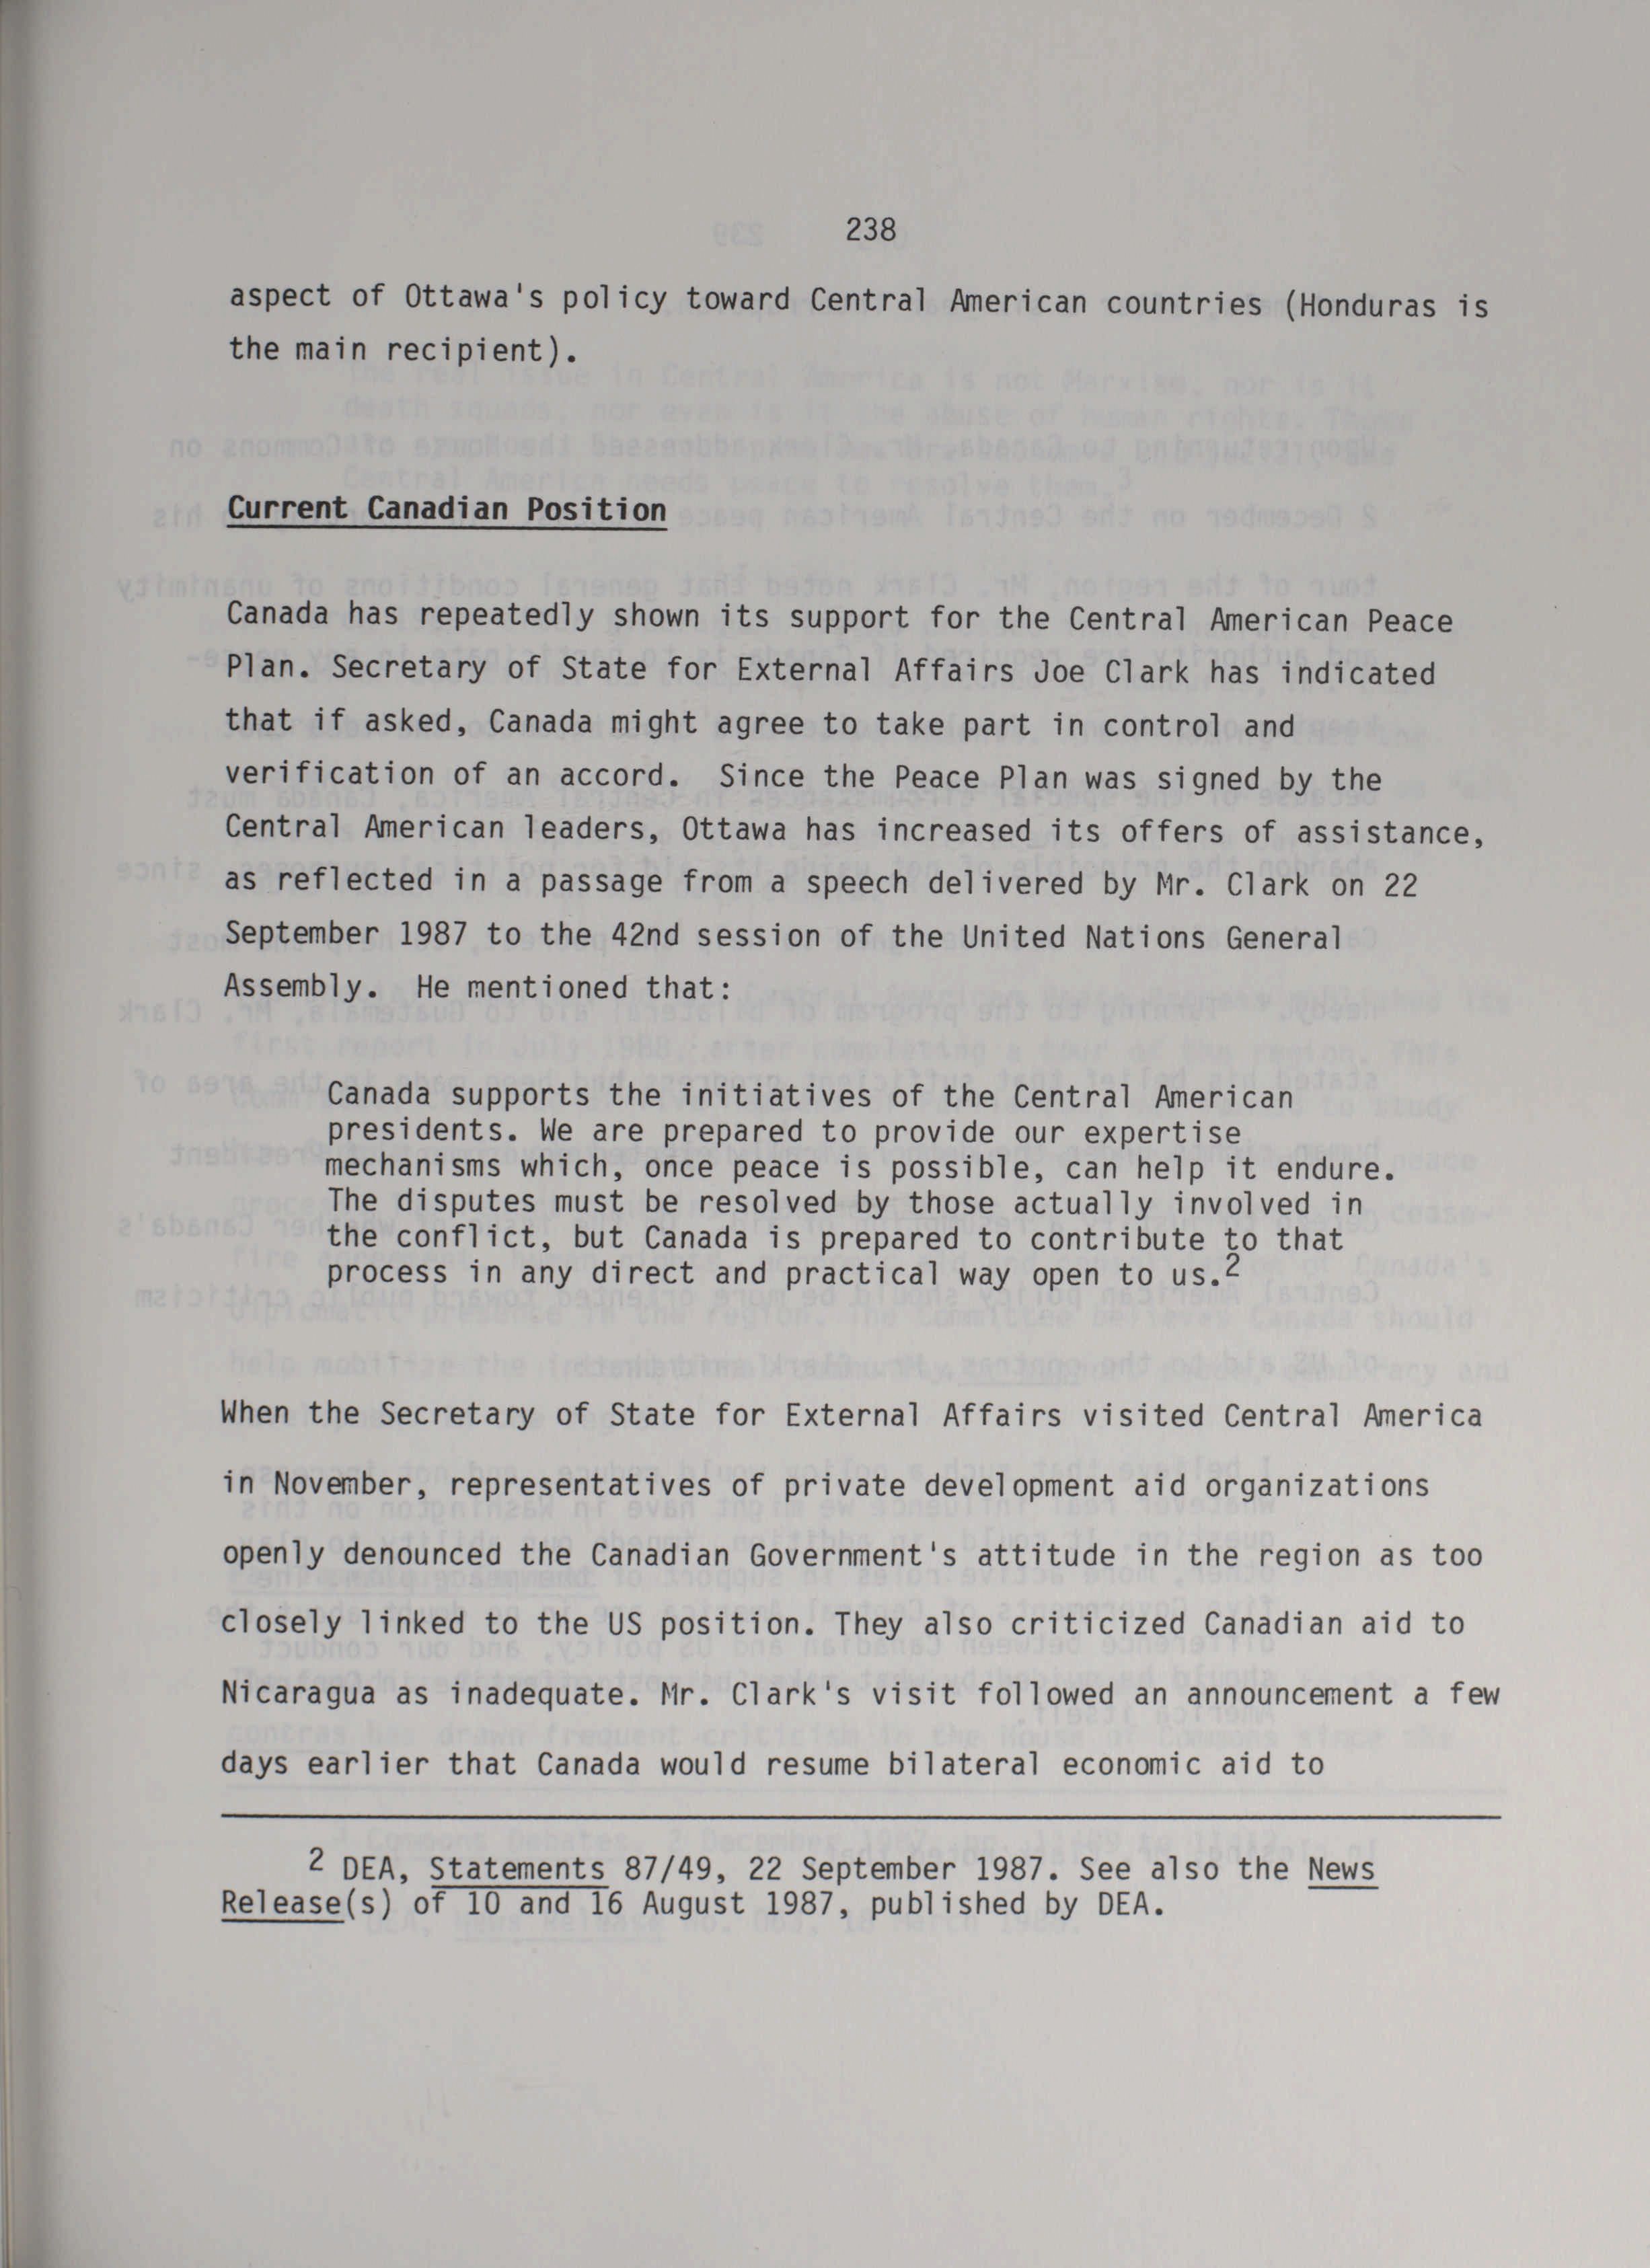 238
aspect of Ottawa's policy toward Central American countries (Honduras is
the main recipient).
Current Canadian Position
Canada has repeatedly shown its support for the Central American Peace
Plan. Secretary of State for External Affairs Joe Clark has indicated
that if asked, Canada might agree to take part in control and
verification of an accord. Since the Peace Plan was signed by the
Central American leaders, Ottawa has increased its offers of assistance,
as reflected in a passage from a speech delivered by Mr. Clark on 22
September 1987 to the 42nd session of the United Nations General
Assembly. He mentioned that:
Canada supports the initiatives of the Central American
presidents. We are prepared to provide our expertise
mechanisms which, once peace is possible, can help it endure.
The disputes must be resolved by those actually involved in
the conflict, but Canada is prepared to contribute to that
process in any direct and practical way open to us.2
When the Secretary of State for External Affairs visited Central America
in November, representatives of private development aid organizations
openly denounced the Canadian Government's attitude in the region as too
closely linked to the US position. They also criticized Canadian aid to
Nicaragua as inadequate. Mr. Clark's visit followed an announcement a few
days earlier that Canada would resume bilateral economic aid to
2 DEA, Statements 87/49, 22 September 1987. See also the News
Release(s) of 10 and 16 August 1987, published by DEA.